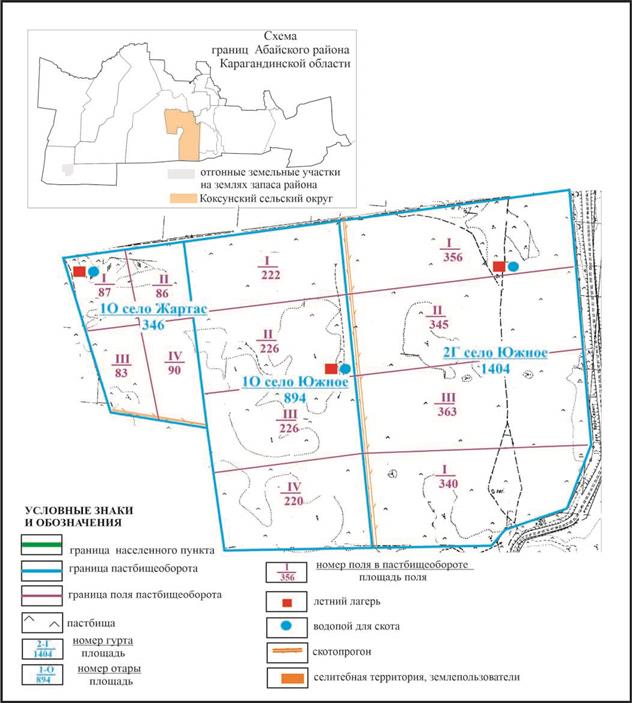 Схема
границ Абайского района
Карагандинской области
отгонные земельные участки
на землях запаса района
Коксунский сельский округ
I
87
II
86
1О село Жартас
346
III
83
IV
90
I
222
II
226
1О село Южное
894
III
226
IV
220
I
356
II
345
2Г село Южное
1404
III
363
I
340
УСЛОВНЫЕ ЗНАКИ
И ОБОЗНАЧЕНИЯ
граница населенного пункта
граница пастбищеоборота
граница поля пастбищеоборота
пастбища
2-Г
1404
номер гурта
площадь
1-О
894
номер отары
площадь
I
356
номер поля в пастбищеобороте
площадь поля
летний лагерь
водопой для скота
скотопрогон
селитебная территория, землепользователи